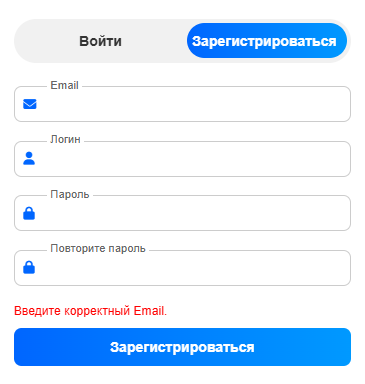 Войти
Зарегистрироваться
Email
Логин
Пароль
Повторите пароль
Введите корректный Email.
Зарегистрироваться